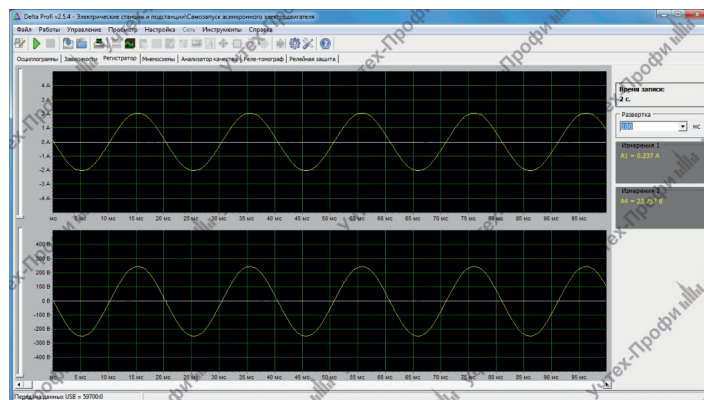 Delta Profi v2.5.4 - Электрические станции и подстанции\Самозапуск асинхронного электродвигателя
Файл Работы Управление Просмотр Настройка Сеть Инструменты Справка
Осциллограммы Зависимости Регистратор Мнемосхемы Анализатор качества Реле-томограф Релейная защита
Время записи:
2 с.
Развертка
100 мс
Измерения 1
A1 = 0.237 A
Измерения 2
4 A
1 A
0 A
-1 A
-2 A
-3 A
-4 A
мс 5 мс 10 мс 15 мс 20 мс 25 мс 30 мс 35 мс 40 мс 45 мс 50 мс 55 мс 60 мс 65 мс 70 мс 75 мс 80 мс 85 мс 90 мс 95 мс
400 В
300 В
200 В
100 В
0 В
-100 В
-200 В
-300 В
-400 В
мс 5 мс 10 мс 15 мс 20 мс 25 мс 30 мс 35 мс 40 мс 45 мс 50 мс 55 мс 60 мс 65 мс 70 мс 75 мс 80 мс 85 мс 90 мс 95 мс
Передача данных USB = 59700:0
Учтех-Профи